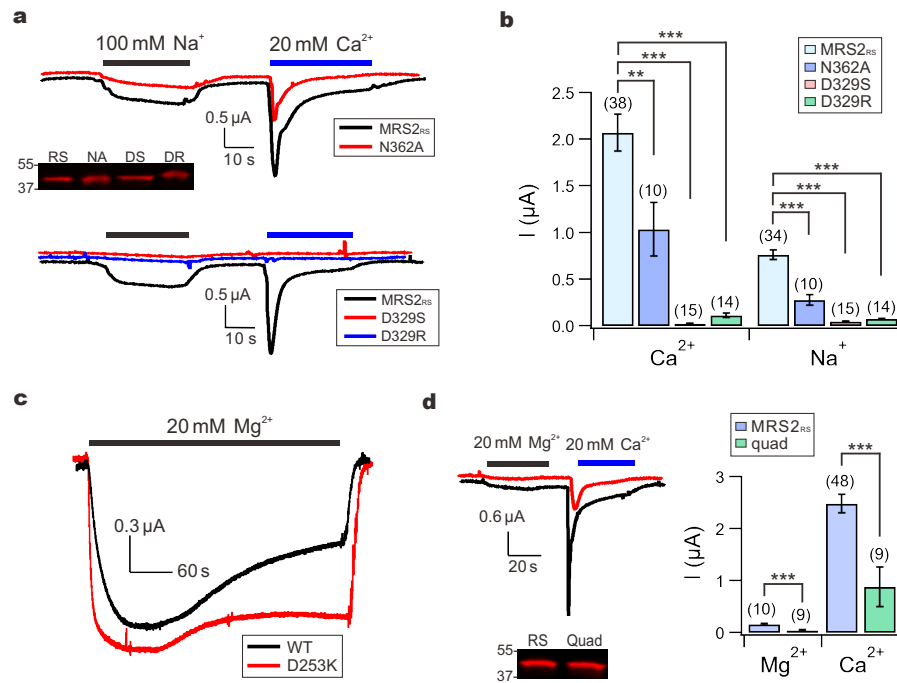 a
100 mM Na⁺
20 mM Ca²⁺
0.5 µA
10 s
MRS2RS
N362A
RS NA DS DR
55-
37-
0.5 µA
10 s
MRS2RS
D329S
D329R
b
MRS2RS
N362A
D329S
D329R
***
***
**
***
***
***
I (µA)
2.5
2.0
1.5
1.0
0.5
0.0
(38)
(10)
(15)
(14)
(34)
(10)
(15)
(14)
Ca²⁺
Na⁺
c
20 mM Mg²⁺
0.3 µA
60 s
WT
D253K
d
20 mM Mg²⁺
20 mM Ca²⁺
0.6 µA
20 s
RS Quad
55-
37-
MRS2RS
quad
I (µA)
3
2
1
0
(10)
(9)
***
(48)
(9)
***
Mg²⁺
Ca²⁺